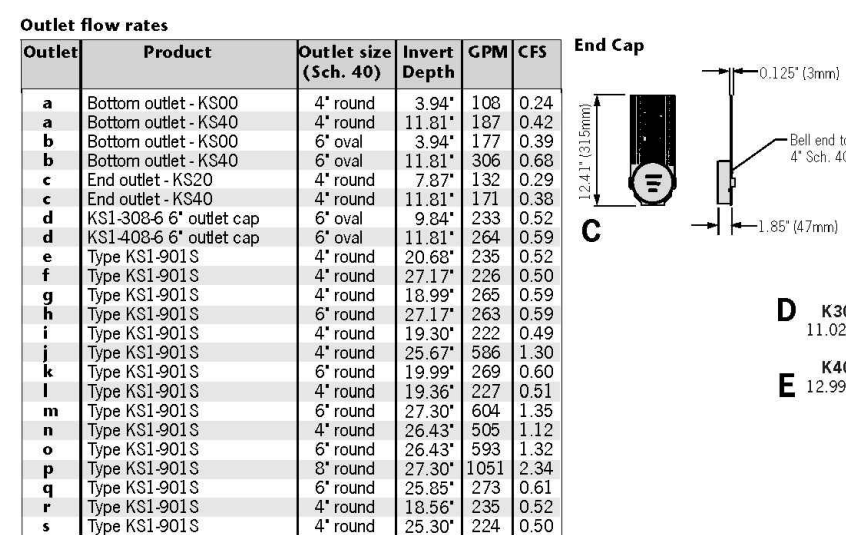 Outlet flow rates
Outlet Product Outlet size (Sch. 40) Invert Depth GPM CFS
a Bottom outlet - KS00 4" round 3.94" 108 0.24
a Bottom outlet - KS40 4" round 11.81" 187 0.42
b Bottom outlet - KS00 6" oval 3.94" 177 0.39
b Bottom outlet - KS40 6" oval 11.81" 306 0.68
c End outlet - KS20 4" round 7.87" 132 0.29
c End outlet - KS40 4" round 11.81" 171 0.38
d KS1-308-6 6" outlet cap 6" oval 9.84" 233 0.52
d KS1-408-6 6" outlet cap 6" oval 11.81" 264 0.59
e Type KS1-901S 4" round 20.68" 235 0.52
f Type KS1-901S 4" round 27.17" 226 0.50
g Type KS1-901S 4" round 18.99" 265 0.59
h Type KS1-901S 6" round 27.17" 263 0.59
i Type KS1-901S 4" round 19.30" 222 0.49
j Type KS1-901S 4" round 25.67" 586 1.30
k Type KS1-901S 6" round 19.99" 269 0.60
l Type KS1-901S 4" round 19.36" 227 0.51
m Type KS1-901S 6" round 27.30" 604 1.35
n Type KS1-901S 4" round 26.43" 505 1.12
o Type KS1-901S 6" round 26.43" 593 1.32
p Type KS1-901S 8" round 27.30" 1051 2.34
q Type KS1-901S 6" round 25.85" 273 0.61
r Type KS1-901S 4" round 18.56" 235 0.52
s Type KS1-901S 4" round 25.30" 224 0.50
End Cap
0.125" (3mm)
12.41" (315mm)
Bell end to
4" Sch. 40
1.85" (47mm)
C
D K30
11.02
K40
E 12.99